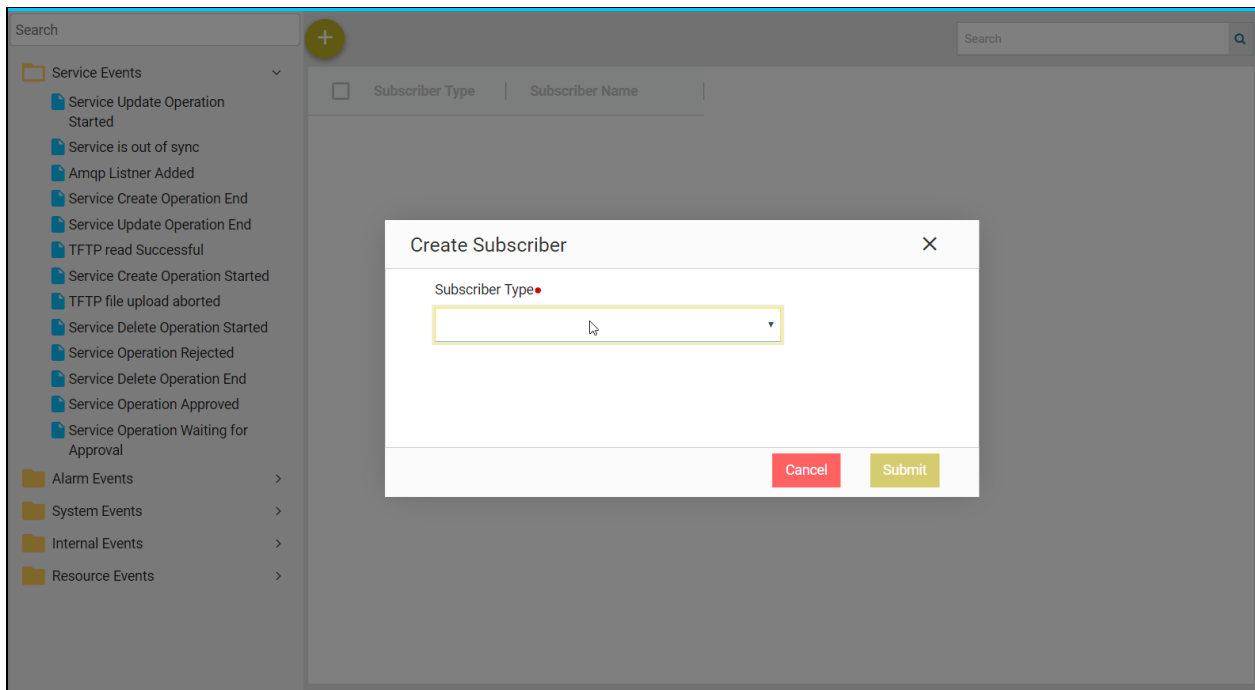 Search
Service Events
Service Update Operation
Started
Service is out of sync
Amqp Listner Added
Service Create Operation End
Service Update Operation End
TFTP read Successful
Service Create Operation Started
TFTP file upload aborted
Service Delete Operation Started
Service Operation Rejected
Service Delete Operation End
Service Operation Approved
Service Operation Waiting for
Approval
Alarm Events
System Events
Internal Events
Resource Events
+
Search
Subscriber Type
Subscriber Name
Create Subscriber
Subscriber Type
Cancel
Submit